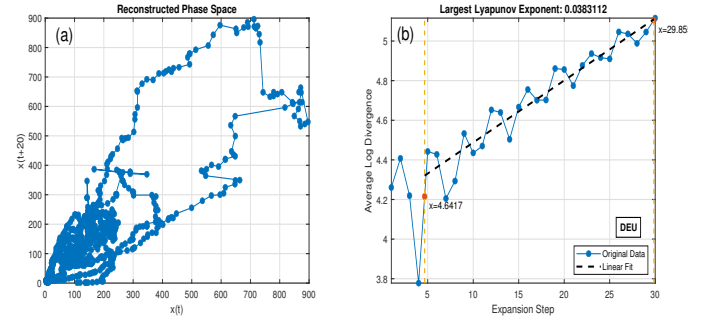 Reconstructed Phase Space
(a)
900
800
700
600
500
400
300
200
100
0
x(t+20)
0 100 200 300 400 500 600 700 800 900
x(t)
Largest Lyapunov Exponent: 0.0383112
(b)
5
4.8
4.6
4.4
4.2
4
3.8
Average Log Divergence
x=29.85
x=4.6417
DEU
Original Data
Linear Fit
5 10 15 20 25 30
Expansion Step